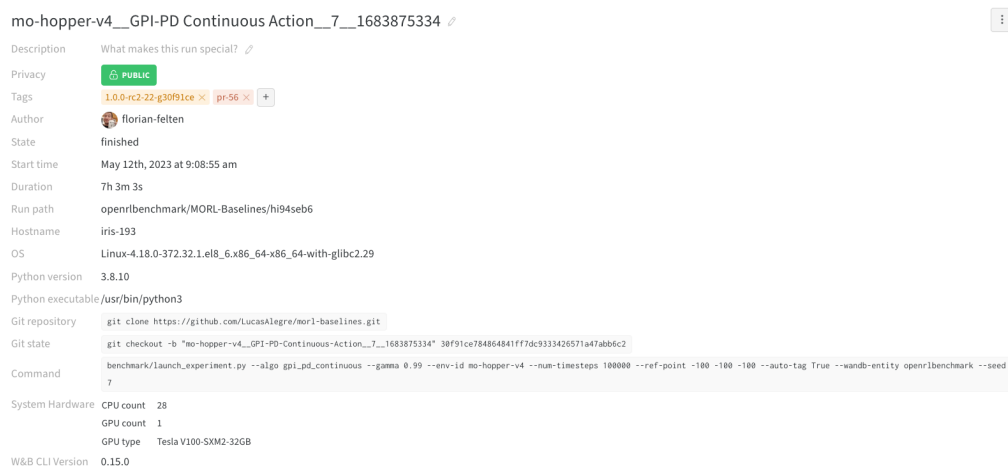 mo-hopper-v4__GPI-PD Continuous Action__7__1683875334
Description What makes this run special?
Privacy PUBLIC
Tags 1.0.0-rc2-22-g30f91ce × pr-56 × +
Author florian-felten
State finished
Start time May 12th, 2023 at 9:08:55 am
Duration 7h 3m 3s
Run path openrlbenchmark/MORL-Baselines/hi94seb6
Hostname iris-193
OS Linux-4.18.0-372.32.1.el8_6.x86_64-x86_64-with-glibc2.29
Python version 3.8.10
Python executable /usr/bin/python3
Git repository git clone https://github.com/LucasAlegre/morl-baselines.git
Git state git checkout -b "mo-hopper-v4__GPI-PD-Continuous-Action__7__1683875334" 30f91ce784864841ff7dc9333426571a47abb6c2
Command benchmark/launch_experiment.py --algo gpi_pd_continuous --gamma 0.99 --env-id mo-hopper-v4 --num-timesteps 100000 --ref-point -100 -100 -100 --auto-tag True --wandb-entity openrlbenchmark --seed
7
System Hardware CPU count 28
GPU count 1
GPU type Tesla V100-SXM2-32GB
W&B CLI Version 0.15.0